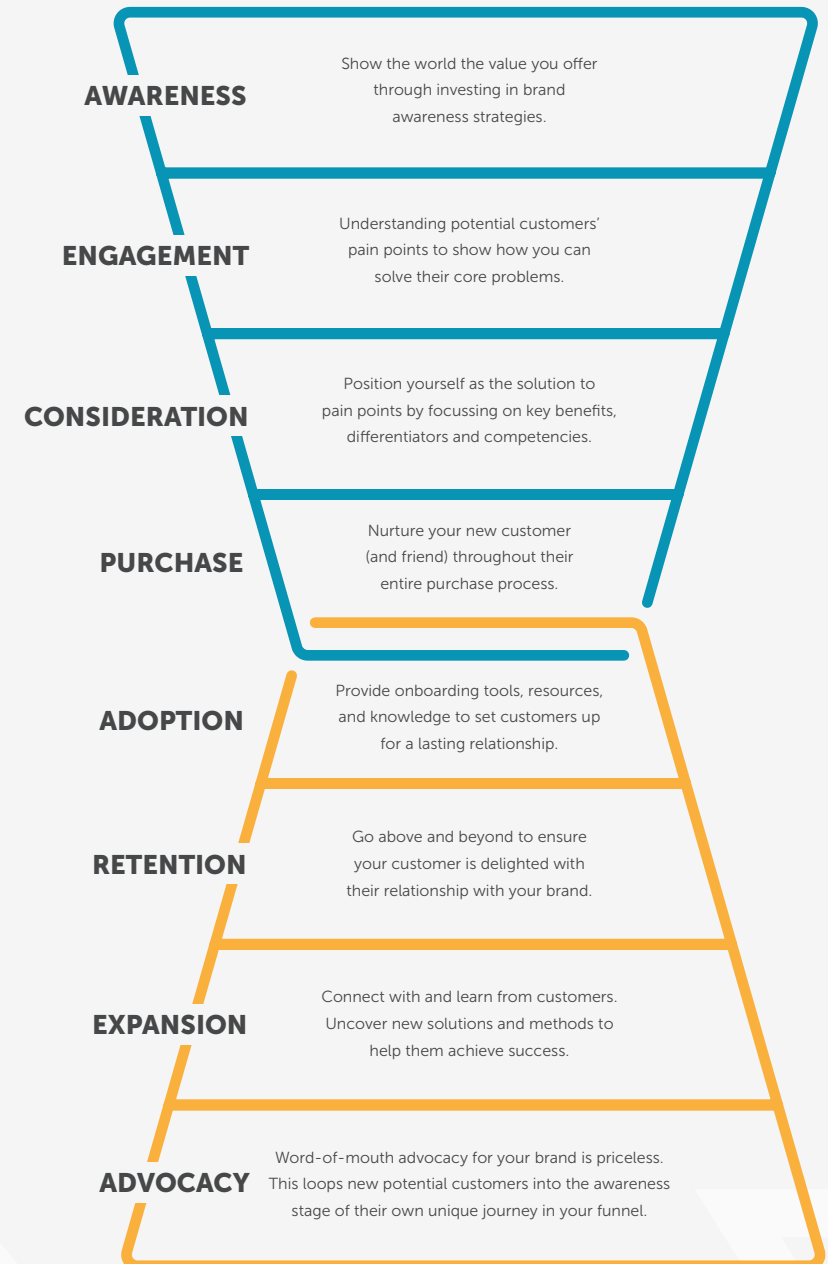 AWARENESS
Show the world the value you offer
through investing in brand
awareness strategies.
ENGAGEMENT
Understanding potential customers’
pain points to show how you can
solve their core problems.
CONSIDERATION
Position yourself as the solution to
pain points by focussing on key benefits,
differentiators and competencies.
PURCHASE
Nurture your new customer
(and friend) throughout their
entire purchase process.
ADOPTION
Provide onboarding tools, resources,
and knowledge to set customers up
for a lasting relationship.
RETENTION
Go above and beyond to ensure
your customer is delighted with
their relationship with your brand.
EXPANSION
Connect with and learn from customers.
Uncover new solutions and methods to
help them achieve success.
ADVOCACY
Word-of-mouth advocacy for your brand is priceless.
This loops new potential customers into the awareness
stage of their own unique journey in your funnel.